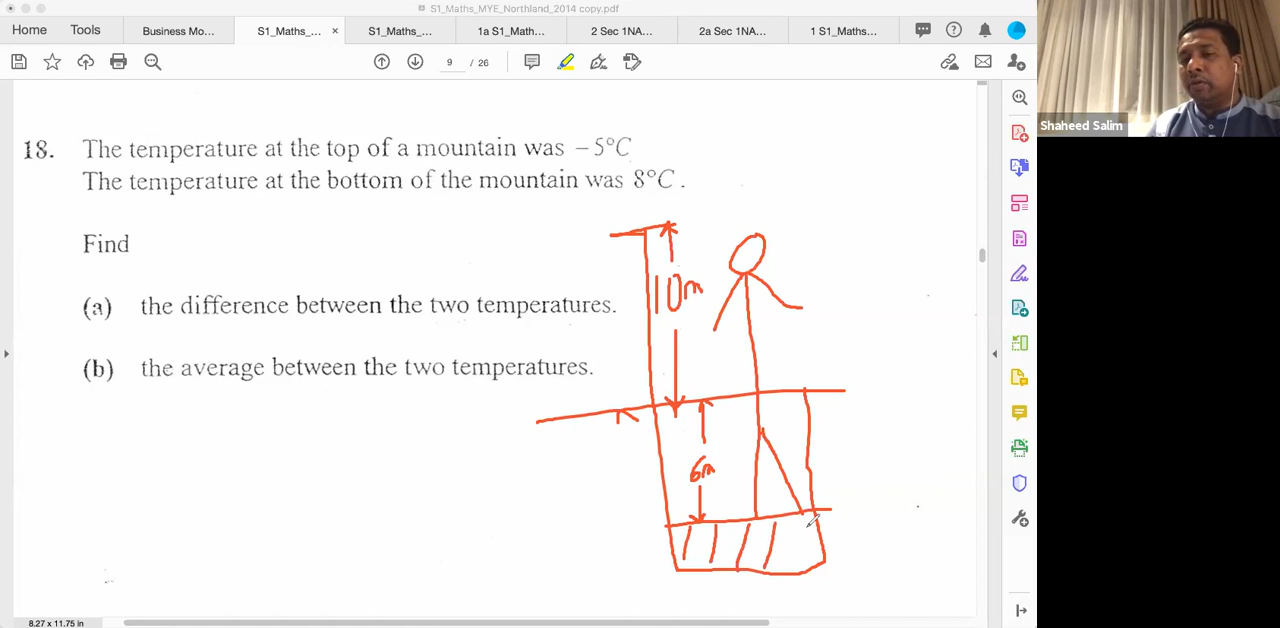 S1_Maths_MYE_Northland_2014 copy.pdf
Home Tools Business Mo... S1_Maths_... × S1_Maths_... 1a S1_Math... 2 Sec 1NA... 2a Sec 1NA... 1 S1_Maths...
9 / 26
Shaheed Salim
18. The temperature at the top of a mountain was −5°C
The temperature at the bottom of the mountain was 8°C.
Find
(a) the difference between the two temperatures.
(b) the average between the two temperatures.
10m
6m
8.27 x 11.75 in